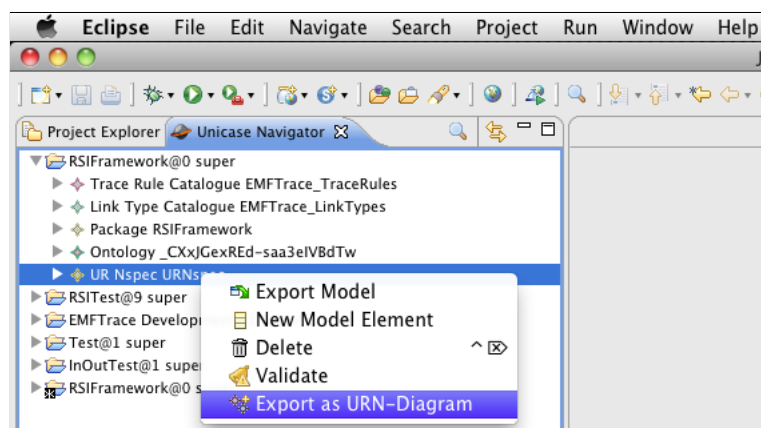 Eclipse File Edit Navigate Search Project Run Window Help
J
Project Explorer Unicase Navigator
RSIFramework@0 super
Trace Rule Catalogue EMFTrace_TraceRules
Link Type Catalogue EMFTrace_LinkTypes
Package RSIFramework
Ontology _CXxJGexREd-saa3eIVBdTw
UR Nspec URNspec
RSITest@9 super
EMFTrace Develop
Test@1 super
InOutTest@1 supe
RSIFramework@0 s
Export Model
New Model Element
Delete ^⌦
Validate
Export as URN-Diagram